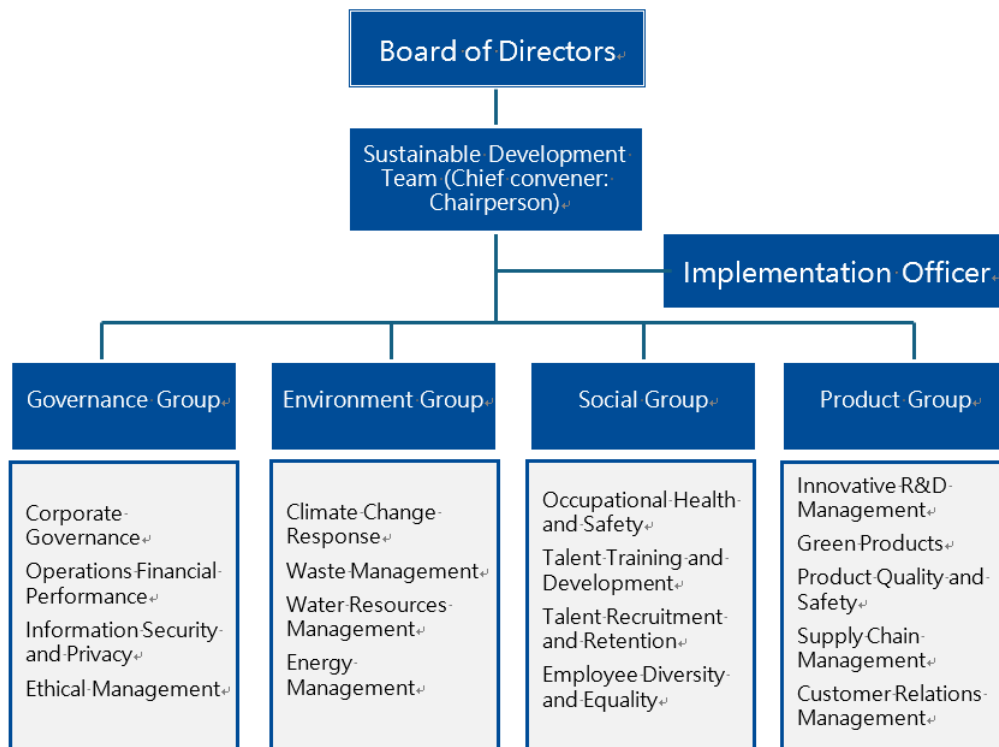 Board of Directors
Sustainable Development
Team (Chief convener:
Chairperson)
Implementation Officer
Governance Group
Environment Group
Social Group
Product Group
Corporate
Governance
Operations Financial
Performance
Information Security
and Privacy
Ethical Management
Climate Change
Response
Waste Management
Water Resources
Management
Energy
Management
Occupational Health
and Safety
Talent Training and
Development
Talent Recruitment
and Retention
Employee Diversity
and Equality
Innovative R&D
Management
Green Products
Product Quality and
Safety
Supply Chain
Management
Customer Relations
Management